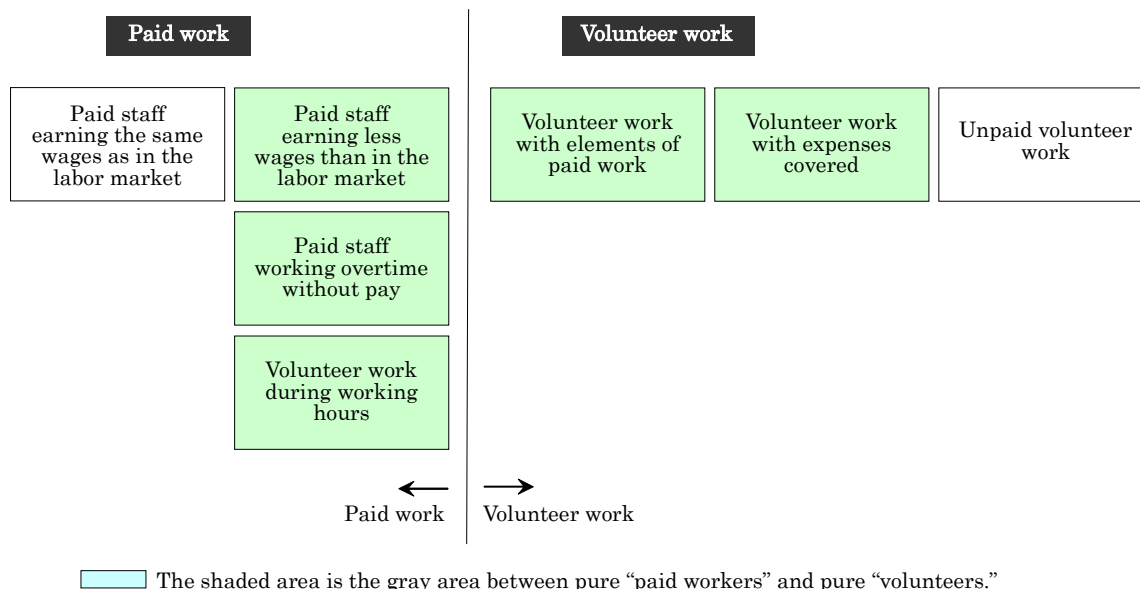 Paid work
Volunteer work
Paid staff
earning the same
wages as in the
labor market
Paid staff
earning less
wages than in the
labor market
Volunteer work
with elements of
paid work
Volunteer work
with expenses
covered
Unpaid volunteer
work
Paid staff
working overtime
without pay
Volunteer work
during working
hours
Paid work
Volunteer work
The shaded area is the gray area between pure “paid workers” and pure “volunteers.”